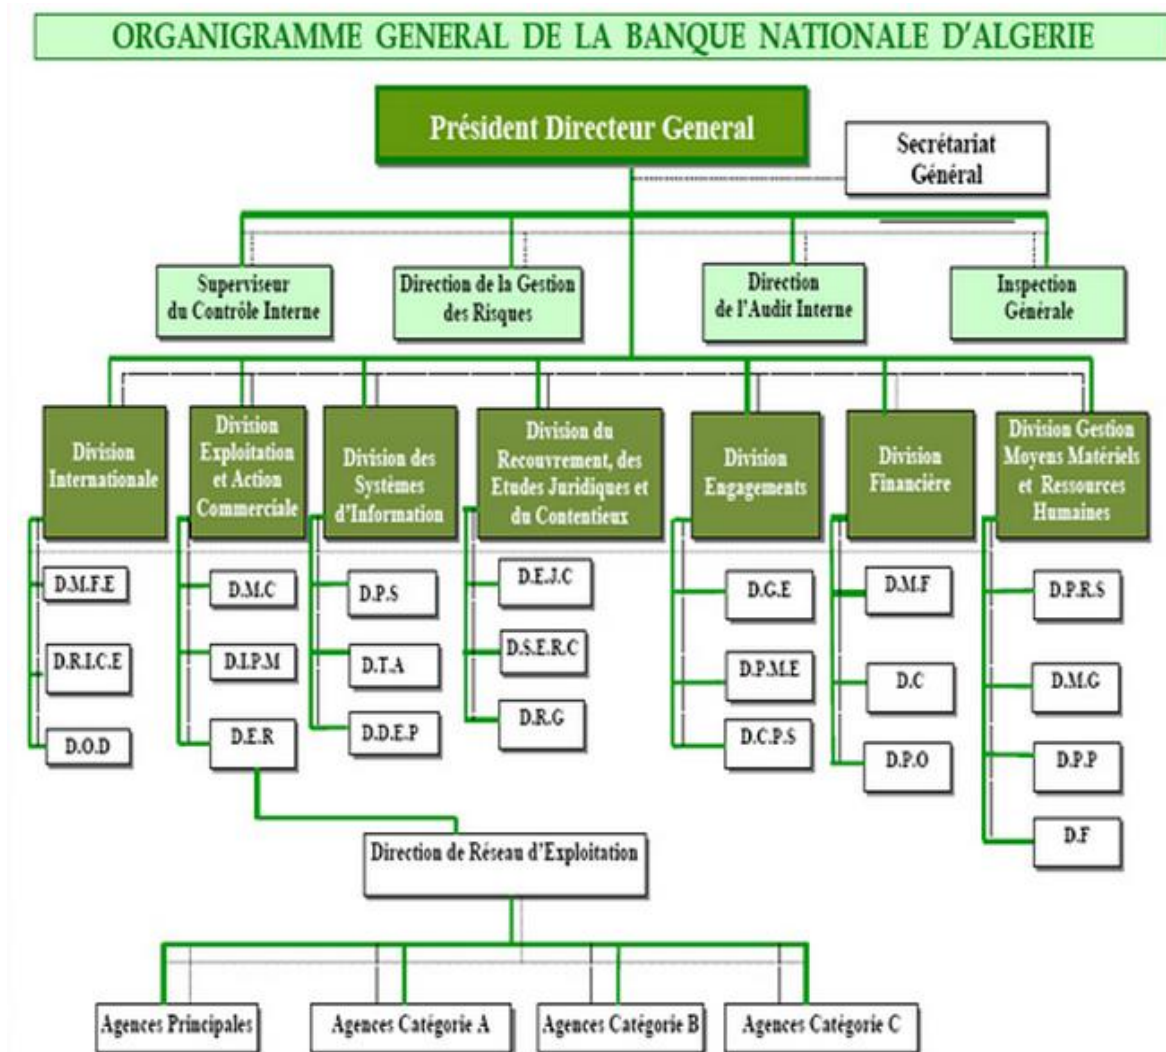 ORGANIGRAMME GENERAL DE LA BANQUE NATIONALE D'ALGERIE
Président Directeur General
Secrétariat
Général
Superviseur
du Contrôle Interne
Direction de la Gestion
des Risques
Direction
de l'Audit Interne
Inspection
Générale
Division
Internationale
Division
Exploitation
et Action
Commerciale
Division des
Systèmes
d'Information
Division du
Recouvrement, des
Etudes Juridiques et
du Contentieux
Division
Engagements
Division
Financière
Division Gestion
Moyens Matériels
et Ressources
Humaines
D.M.F.E
D.R.I.C.E
D.O.D
D.M.C
D.I.P.M
D.E.R
D.P.S
D.T.A
D.D.E.P
D.E.J.C
D.S.E.R.C
D.R.G
D.G.E
D.P.M.E
D.C.P.S
D.M.F
D.C
D.P.O
D.P.R.S
D.M.G
D.P.P
D.F
Direction de Réseau d'Exploitation
Agences Principales
Agences Catégorie A
Agences Catégorie B
Agences Catégorie C